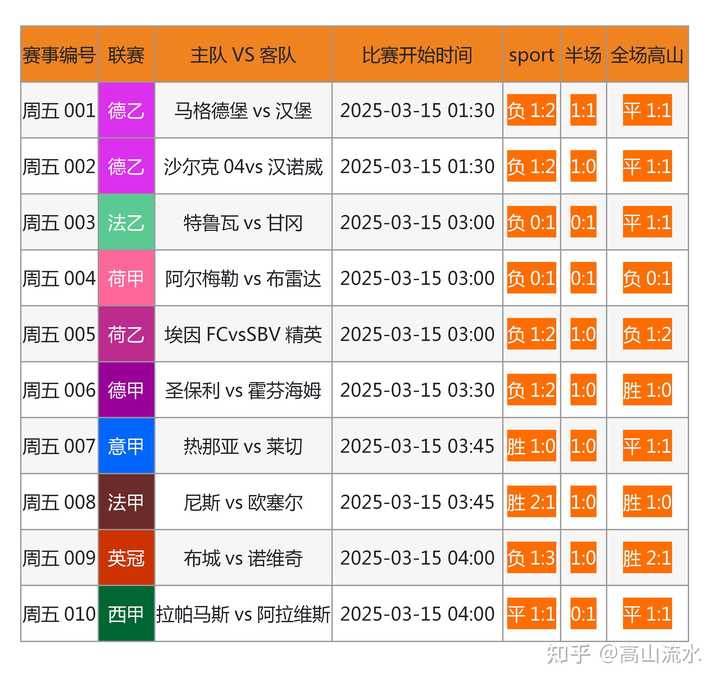 赛事编号 联赛 主队 VS 客队 比赛开始时间 sport 半场 全场高山
周五 001 德乙 马格德堡 vs 汉堡 2025-03-15 01:30 负 1:2 1:1 平 1:1
周五 002 德乙 沙尔克 04vs 汉诺威 2025-03-15 01:30 负 1:2 1:0 平 1:1
周五 003 法乙 特鲁瓦 vs 甘冈 2025-03-15 03:00 负 0:1 0:1 平 1:1
周五 004 荷甲 阿尔梅勒 vs 布雷达 2025-03-15 03:00 负 0:1 0:1 负 0:1
周五 005 荷乙 埃因 FCvsSBV 精英 2025-03-15 03:00 负 1:2 1:0 负 1:2
周五 006 德甲 圣保利 vs 霍芬海姆 2025-03-15 03:30 负 1:2 1:0 胜 1:0
周五 007 意甲 热那亚 vs 莱切 2025-03-15 03:45 胜 1:0 1:0 平 1:1
周五 008 法甲 尼斯 vs 欧塞尔 2025-03-15 03:45 胜 2:1 1:0 胜 1:0
周五 009 英冠 布城 vs 诺维奇 2025-03-15 04:00 负 1:3 1:0 胜 2:1
周五 010 西甲 拉帕马斯 vs 阿拉维斯 2025-03-15 04:00 平 1:1 0:1 平 1:1
知乎 @高山流水